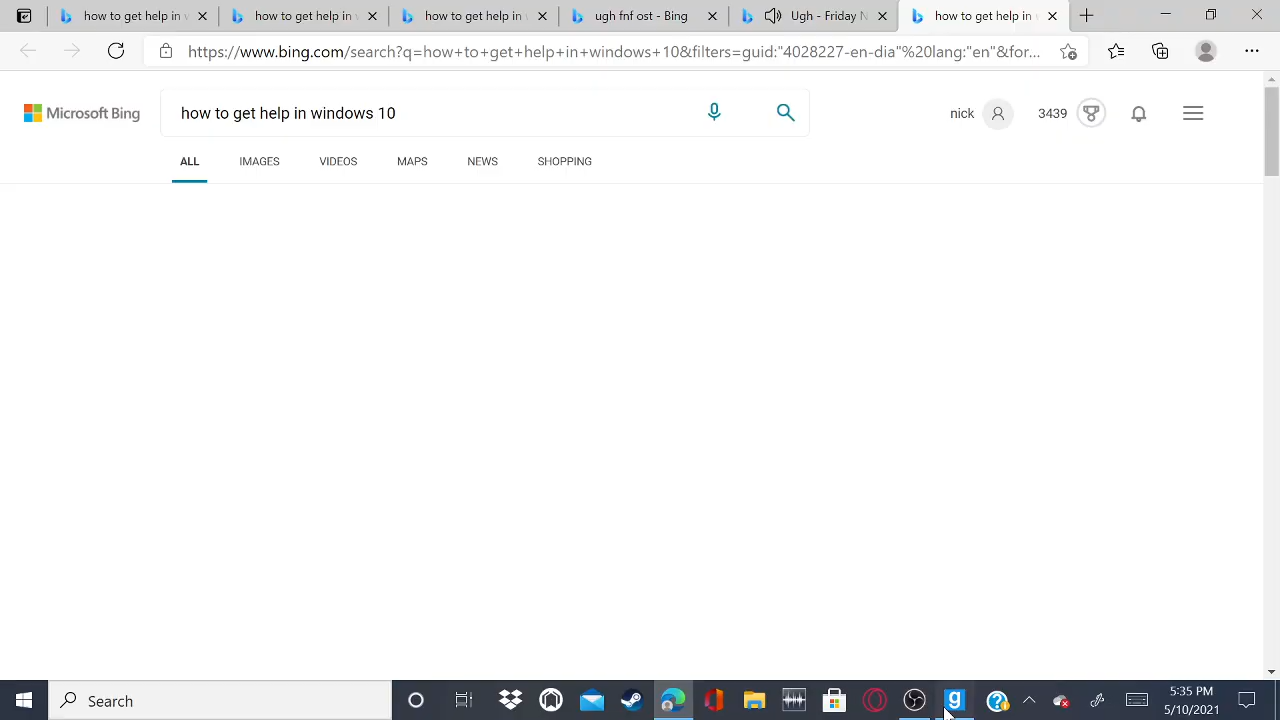 how to get help in w
how to get help in w
how to get help in w
ugh fnf ost - Bing
Ugh - Friday N
how to get help in w
https://www.bing.com/search?q=how+to+get+help+in+windows+10&filters=guid:"4028227-en-dia"%20lang:"en"&for...
Microsoft Bing
how to get help in windows 10
nick
3439
ALL
IMAGES
VIDEOS
MAPS
NEWS
SHOPPING
Search
5:35 PM
5/10/2021